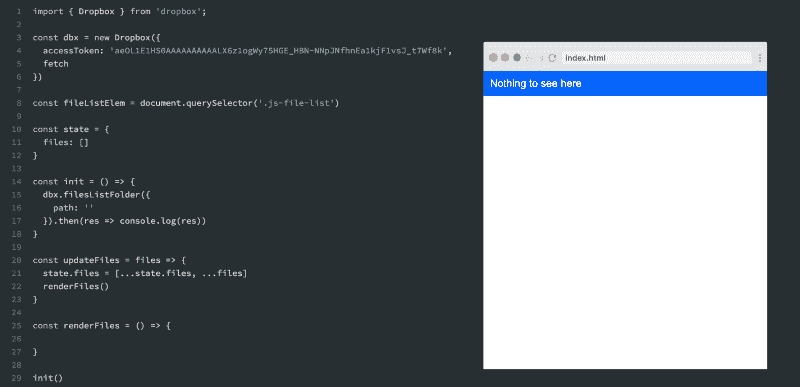 1 import { Dropbox } from 'dropbox';
2
3 const dbx = new Dropbox({
4 accessToken: '',
5 fetch
6 })
7
8 const fileListElem = document.querySelector('.js-file-list')
9
10 const state = {
11 files: []
12 }
13
14 const init = () => {
15 dbx.filesListFolder({
16 path: ''
17 }).then(res => console.log(res))
18 }
19
20 const updateFiles = files => {
21 state.files = [...state.files, ...files]
22 renderFiles()
23 }
24
25 const renderFiles = () => {
26
27 }
28
29 init()
index.html
Nothing to see here